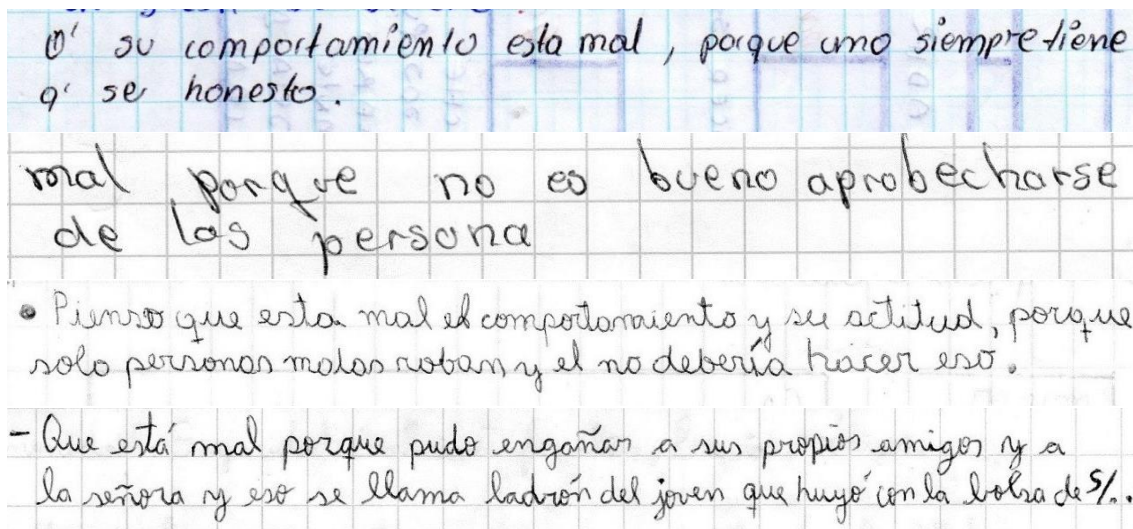 O' su comportamiento esta mal, porque uno siempre tiene
q' se honesto.
mal porque no es bueno aprobecharse
de las persona
• Pienso que esta mal el comportamiento y su actitud, porque
solo personas malas roban y el no debería hacer eso.
- Que está mal porque pudo engañar a sus propios amigos y a
la señora y eso se llama ladrón del joven que huyó con la bolsa de S/..